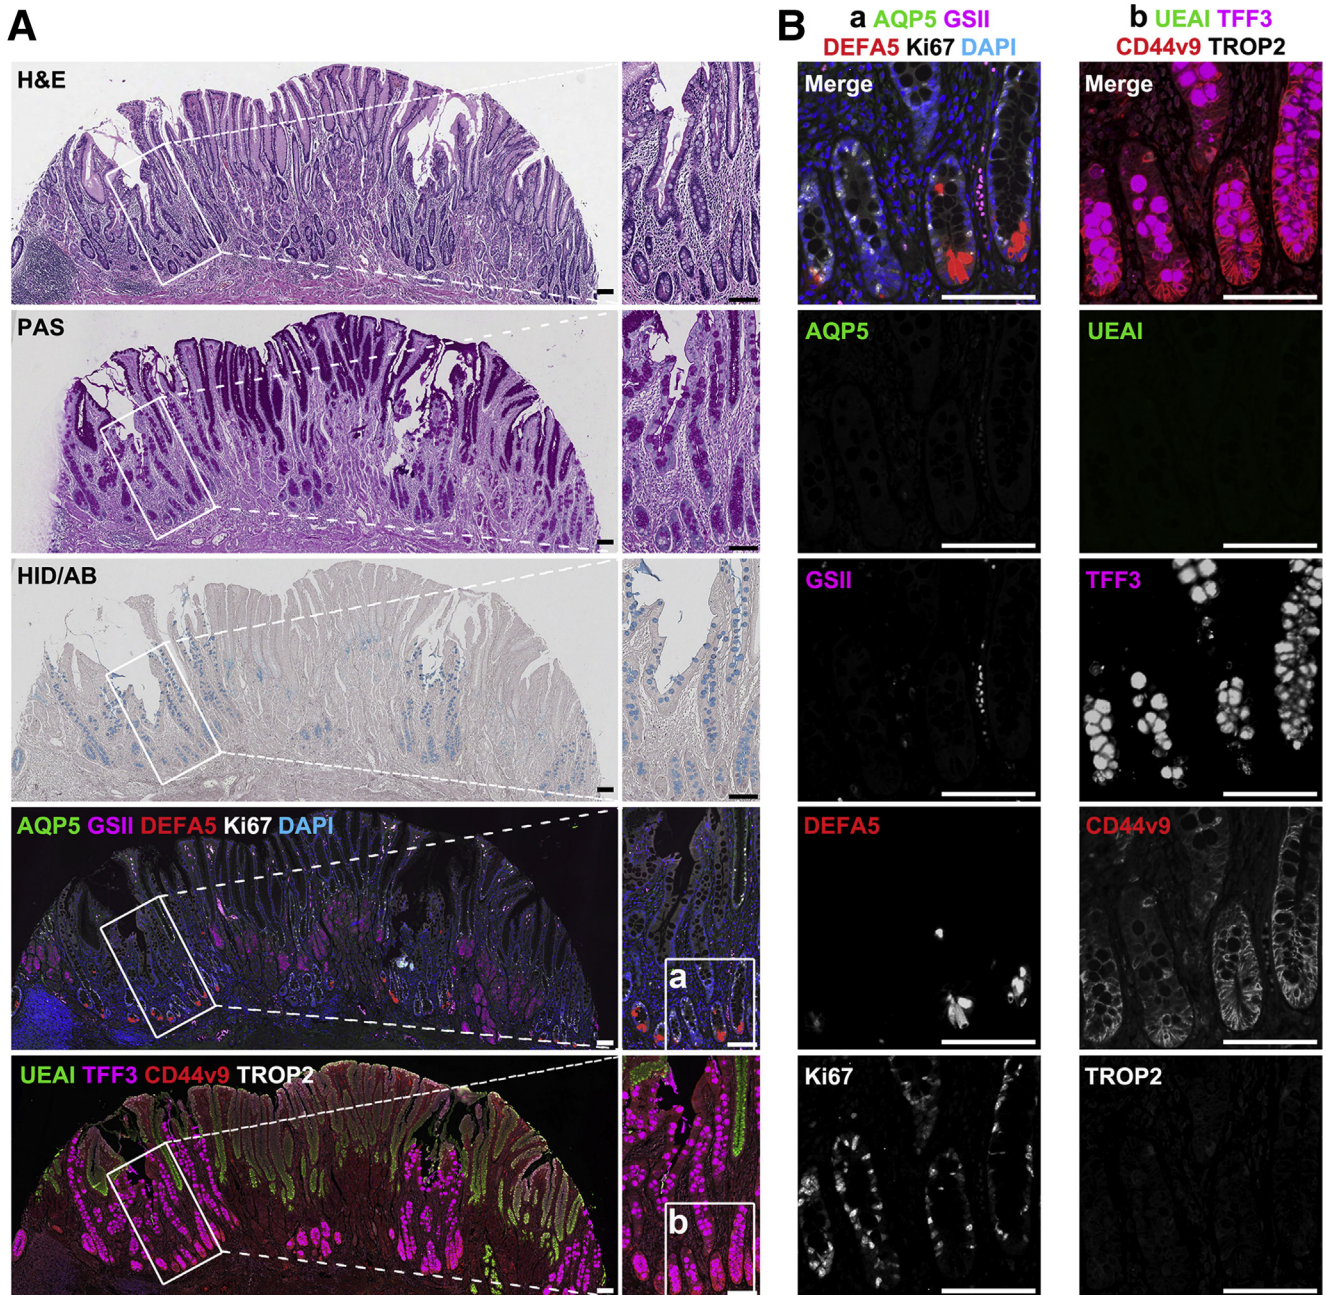 A
H&E
PAS
HID/AB
AQP5 GSII DEFA5 Ki67 DAPI
a
UEAI TFF3 CD44v9 TROP2
b
B
a AQP5 GSII
DEFA5 Ki67 DAPI
Merge
AQP5
GSII
DEFA5
Ki67
b UEAI TFF3
CD44v9 TROP2
Merge
UEAI
TFF3
CD44v9
TROP2